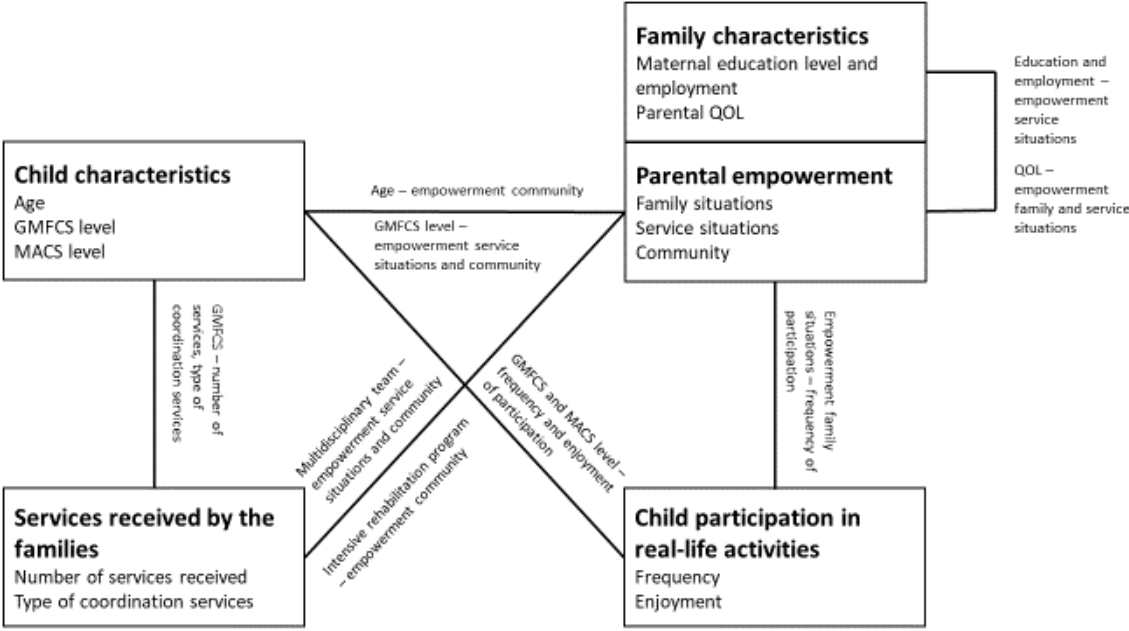 Family characteristics
Maternal education level and
employment
Parental QOL
Education and
employment –
empowerment
service
situations
QOL –
empowerment
family and service
situations
Child characteristics
Age
GMFCS level
MACS level
Age – empowerment community
GMFCS level –
empowerment service
situations and community
Parental empowerment
Family situations
Service situations
Community
GMFCS – number of
services, type of
coordination services
Multidisciplinary team –
empowerment service
situations and community
Intensive rehabilitation program
– empowerment community
GMFCS and MACS level –
frequency and enjoyment
of participation
Empowerment family
situations – frequency of
participation
Services received by the
families
Number of services received
Type of coordination services
Child participation in
real-life activities
Frequency
Enjoyment